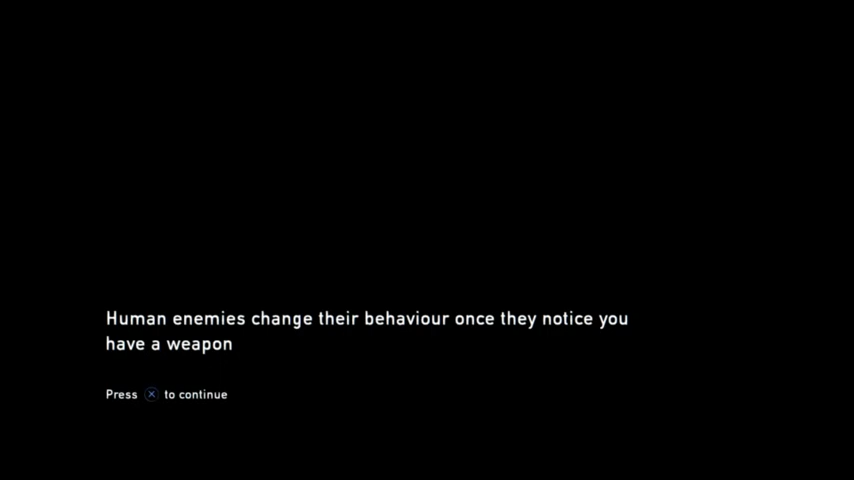 Human enemies change their behaviour once they notice you
have a weapon
Press ⓧ to continue